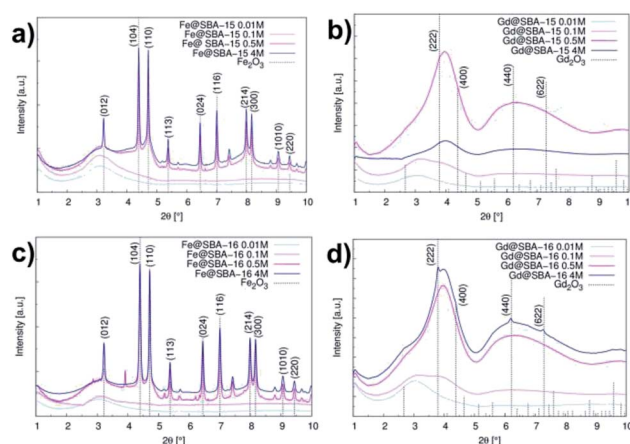 a)
Fe@SBA-15 0.01M
Fe@SBA-15 0.1M
Fe@ SBA-15 0.5M
Fe@SBA-15 4M
Fe₂O₃
(012)
(104)
(110)
(113)
(024)
(116)
(214)
(300)
(1010)
(220)
Intensity [a.u.]
1 2 3 4 5 6 7 8 9 10
2θ [°]
b)
Gd@SBA-15 0.01M
Gd@SBA-15 0.1M
Gd@SBA-15 0.5M
Gd@SBA-15 4M
Gd₂O₃
(222)
(400)
(440)
(622)
Intensity [a.u.]
1 2 3 4 5 6 7 8 9
2θ [°]
c)
Fe@SBA-16 0.01M
Fe@SBA-16 0.1M
Fe@SBA-16 0.5M
Fe@SBA-16 4M
Fe₂O₃
(012)
(104)
(110)
(113)
(024)
(116)
(214)
(300)
(1010)
(220)
Intensity [a.u.]
1 2 3 4 5 6 7 8 9 10
2θ [°]
d)
Gd@SBA-16 0.01M
Gd@SBA-16 0.1M
Gd@SBA-16 0.5M
Gd@SBA-16 4M
Gd₂O₃
(222)
(400)
(440)
(622)
Intensity [a.u.]
1 2 3 4 5 6 7 8 9
2θ [°]